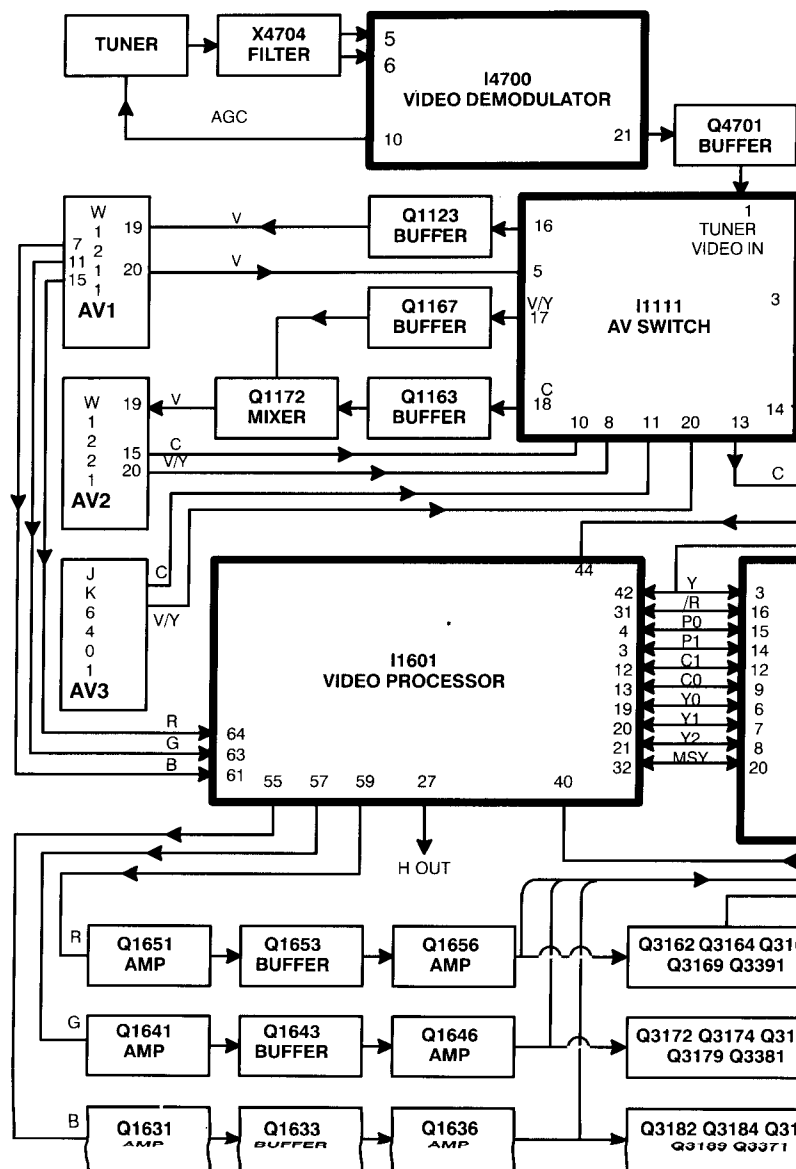 TUNER
X4704
FILTER
5
6
I4700
VIDEO DEMODULATOR
10
21
AGC
Q4701
BUFFER
1
TUNER
VIDEO IN
I1111
AV SWITCH
3
14
16
5
V/Y
17
C
18
10 8 11 20 13
C
W
1
2
1
1
AV1
7
11
15
19
20
V
V
Q1123
BUFFER
Q1167
BUFFER
Q1172
MIXER
Q1163
BUFFER
W
1
2
2
1
AV2
19
15
20
V
C
V/Y
J
K
6
4
0
1
AV3
C
V/Y
44
I1601
VIDEO PROCESSOR
42 Y 3
31 /R 16
4 P0 15
3 P1 14
12 C1 12
13 C0 9
19 Y0 6
20 Y1 7
21 Y2 8
32 MSY 20
R 64
G 63
B 61
55 57 59 27 40
H OUT
R
Q1651
AMP
Q1653
BUFFER
Q1656
AMP
Q3162 Q3164
Q3169 Q3391
G
Q1641
AMP
Q1643
BUFFER
Q1646
AMP
Q3172 Q3174
Q3179 Q3381
B
Q1631
AMP
Q1633
BUFFER
Q1636
AMP
Q3182 Q3184
Q3189 Q3371